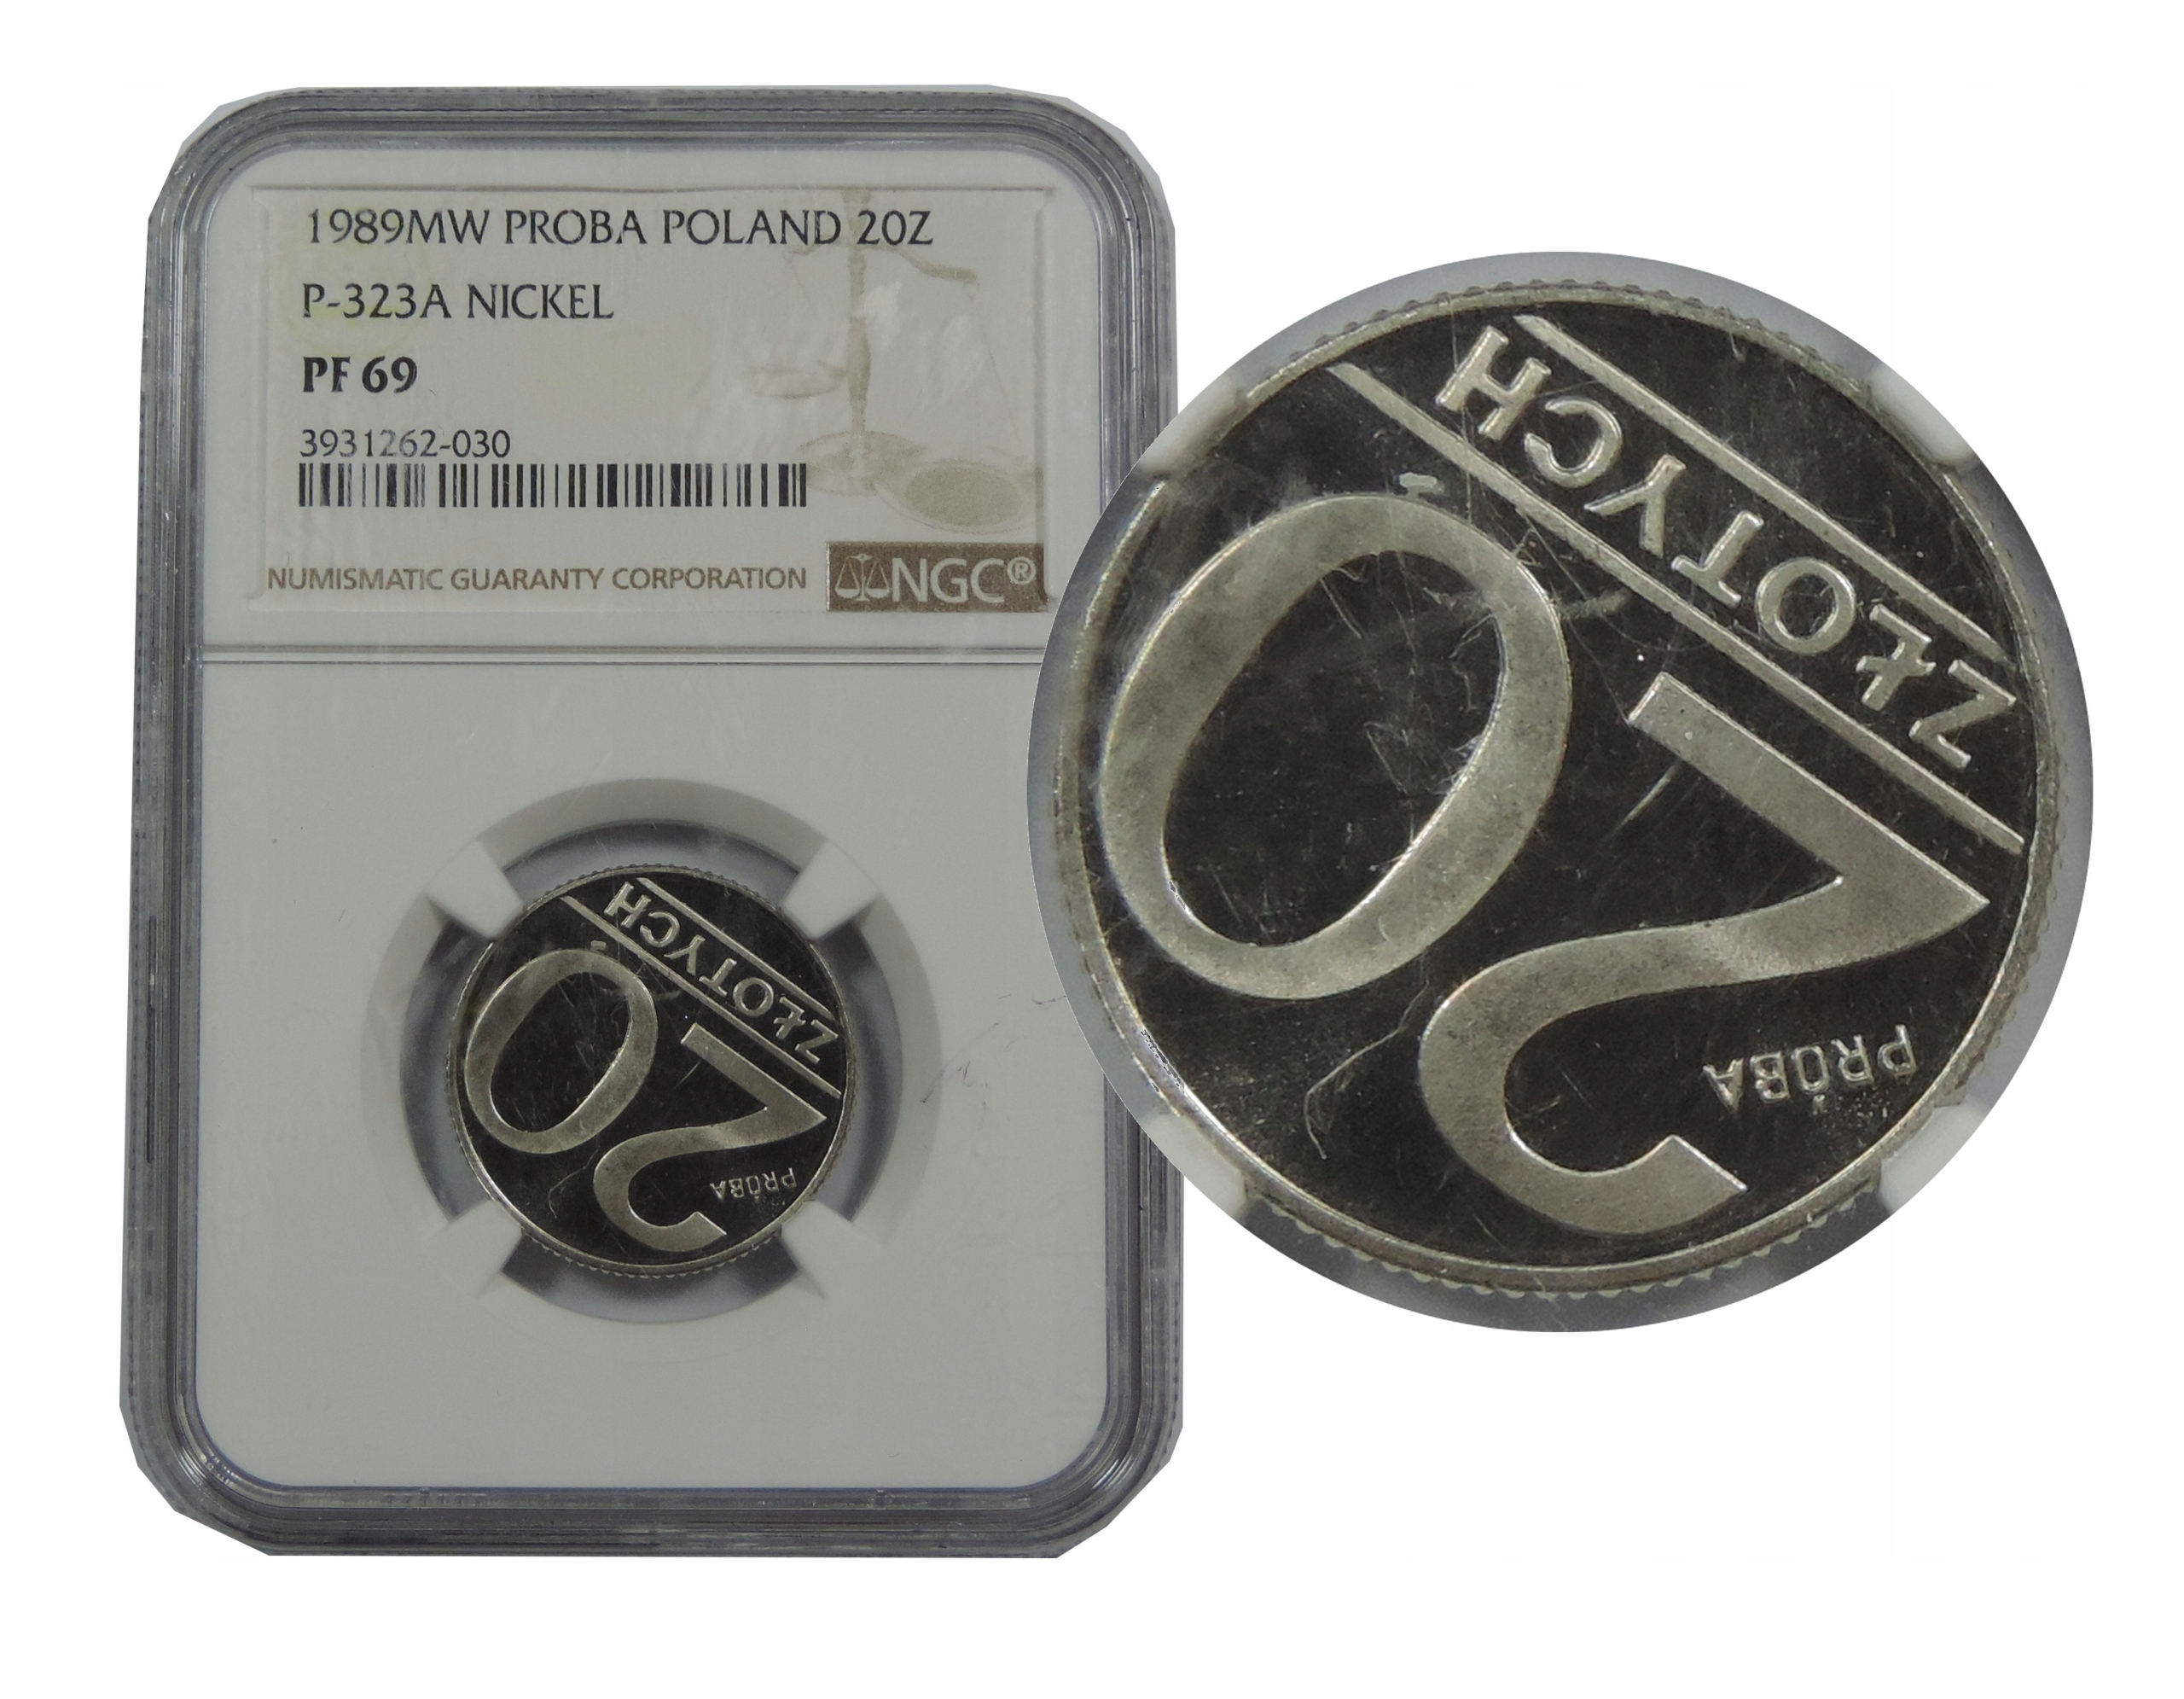 1989MW PROBA POLAND 20Z
P-323A NICKEL
PF 69
3931262-030
NUMISMATIC GUARANTY CORPORATION NGC®
20
ZŁOTYCH
PRÓBA
20
ZŁOTYCH
PRÓBA